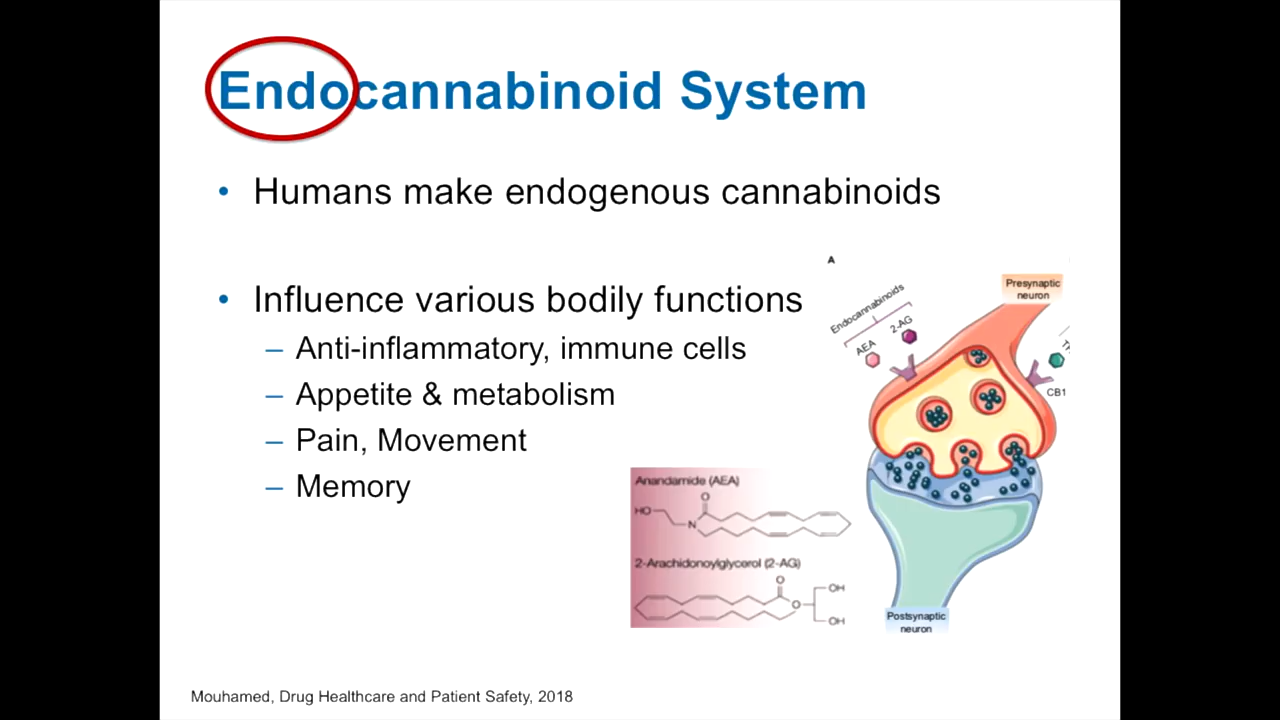 Endocannabinoid System
• Humans make endogenous cannabinoids
• Influence various bodily functions
– Anti-inflammatory, immune cells
– Appetite & metabolism
– Pain, Movement
– Memory
A
Presynaptic
neuron
Endocannabinoids
AEA
2-AG
CB1
Anandamide (AEA)
O
HO
N
2-Arachidonoylglycerol (2-AG)
O
OH
O
OH
Postsynaptic
neuron
Mouhamed, Drug Healthcare and Patient Safety, 2018